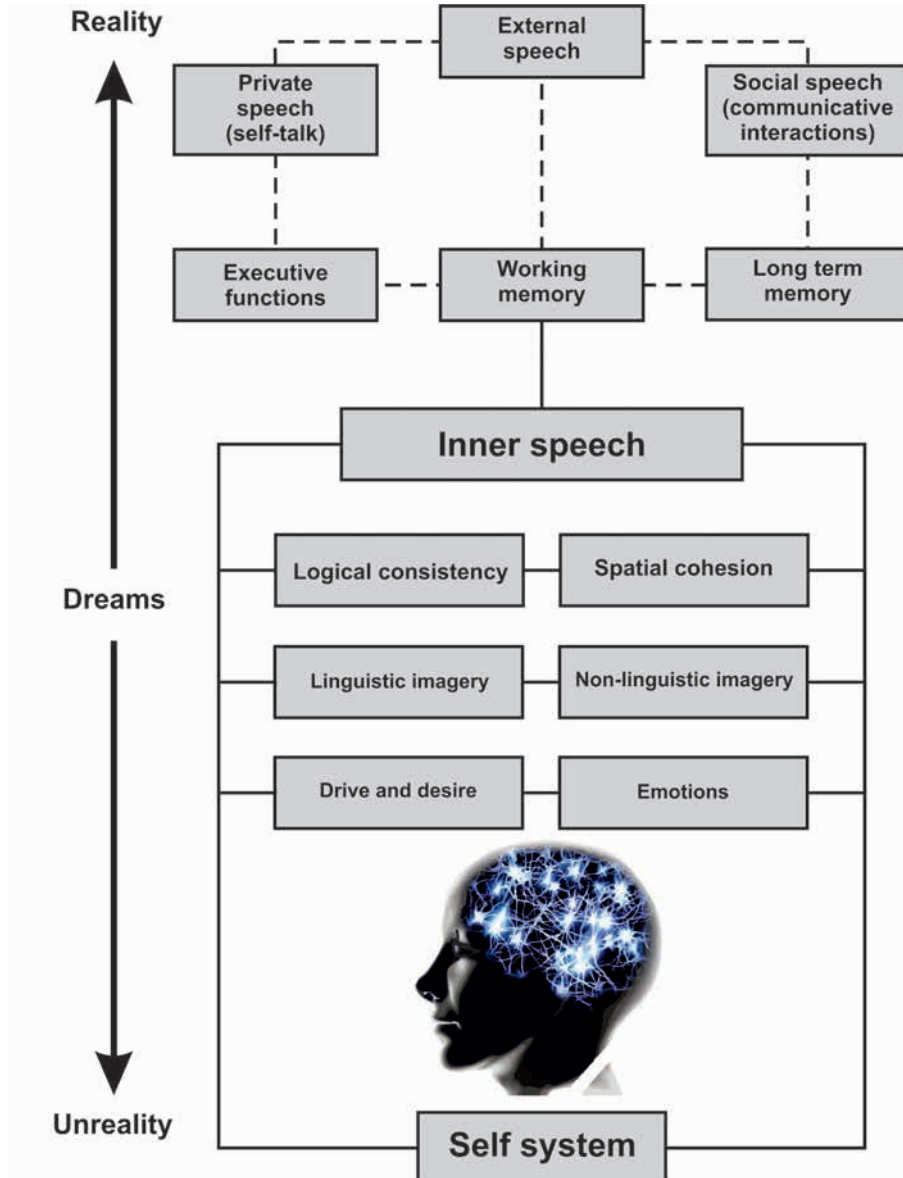 Reality
External
speech
Private
speech
(self-talk)
Social speech
(communicative
interactions)
Executive
functions
Working
memory
Long term
memory
Inner speech
Logical consistency
Spatial cohesion
Dreams
Linguistic imagery
Non-linguistic imagery
Drive and desire
Emotions
Unreality
Self system